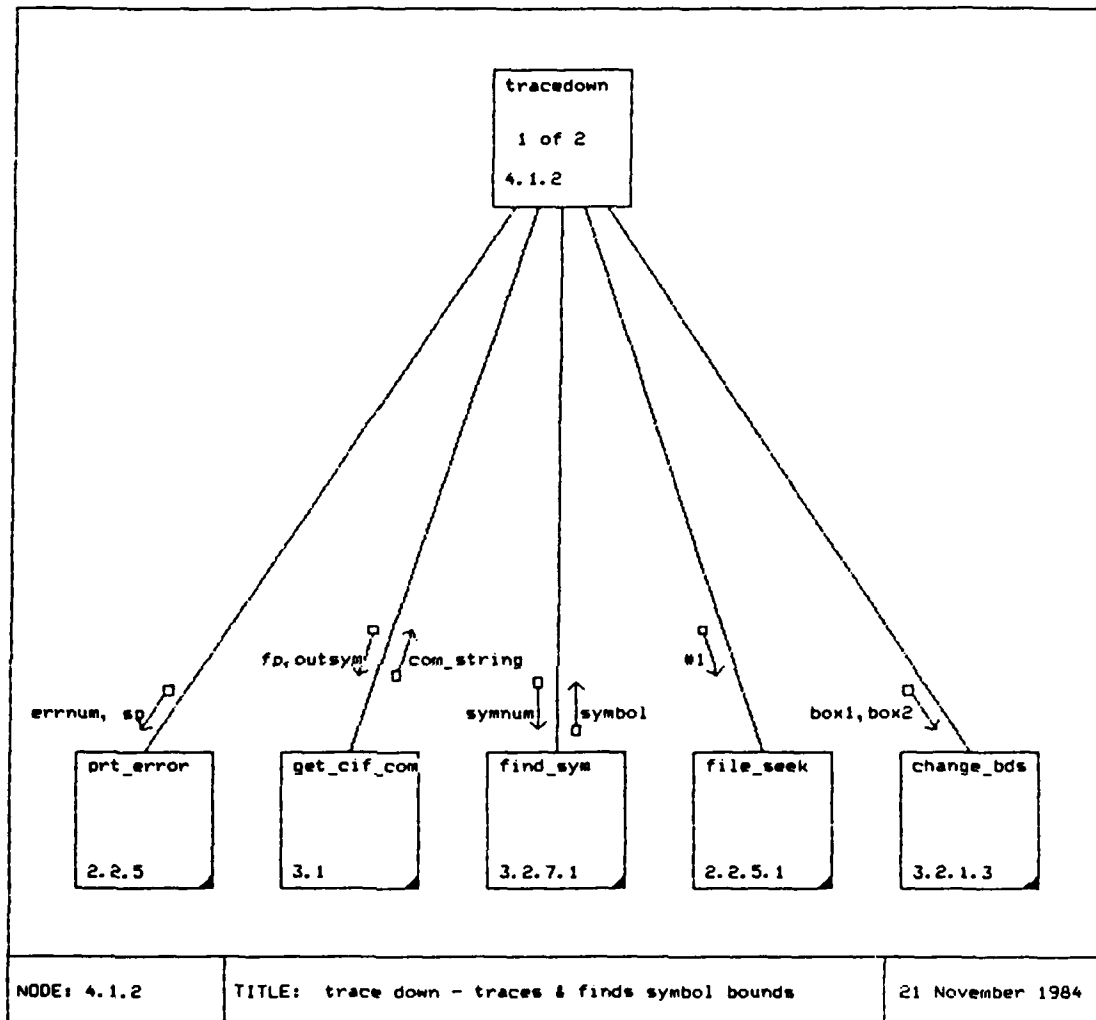 tracedown
1 of 2
4.1.2
fp, outsym
com_string
#1
errnum, sp
symnum
symbol
box1, box2
prt_error
get_cif_com
find_sym
file_seek
change_bds
2.2.5
3.1
3.2.7.1
2.2.5.1
3.2.1.3
NODE: 4.1.2
TITLE: trace down - traces & finds symbol bounds
21 November 1984